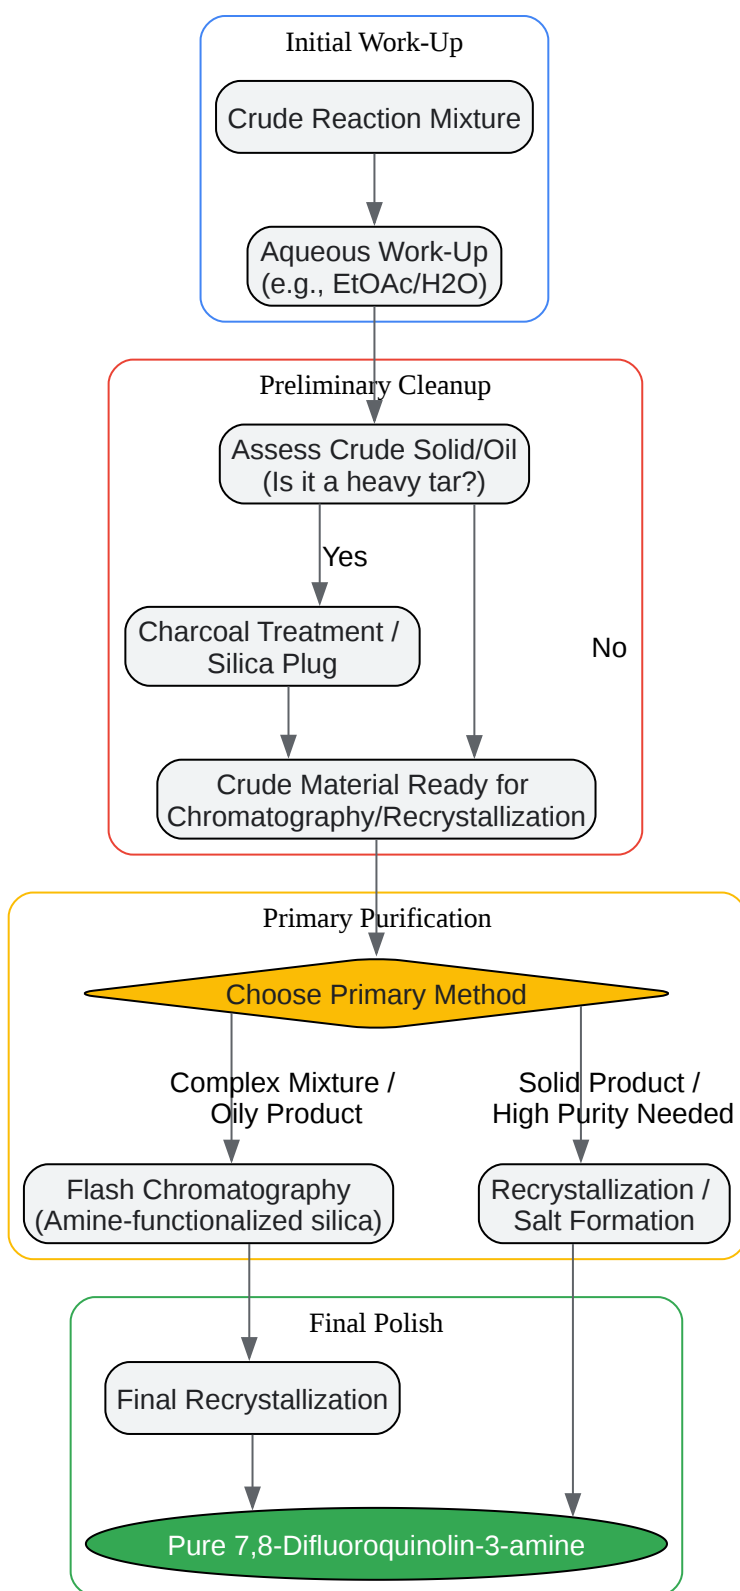 Initial Work-Up
Crude Reaction Mixture
Aqueous Work-Up
(e.g., EtOAc/H2O)
Preliminary Cleanup
Assess Crude Solid/Oil
(Is it a heavy tar?)
Yes
Charcoal Treatment /
Silica Plug
No
Crude Material Ready for
Chromatography/Recrystallization
Primary Purification
Choose Primary Method
Complex Mixture /
Oily Product
Solid Product /
High Purity Needed
Flash Chromatography
(Amine-functionalized silica)
Recrystallization /
Salt Formation
Final Polish
Final Recrystallization
Pure 7,8-Difluoroquinolin-3-amine